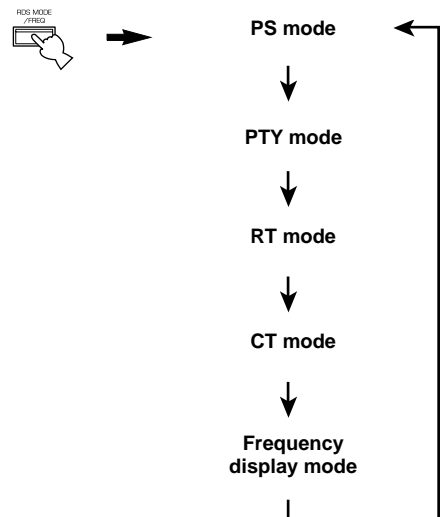 RDS MODE
/FREQ
PS mode
PTY mode
RT mode
CT mode
Frequency
display mode